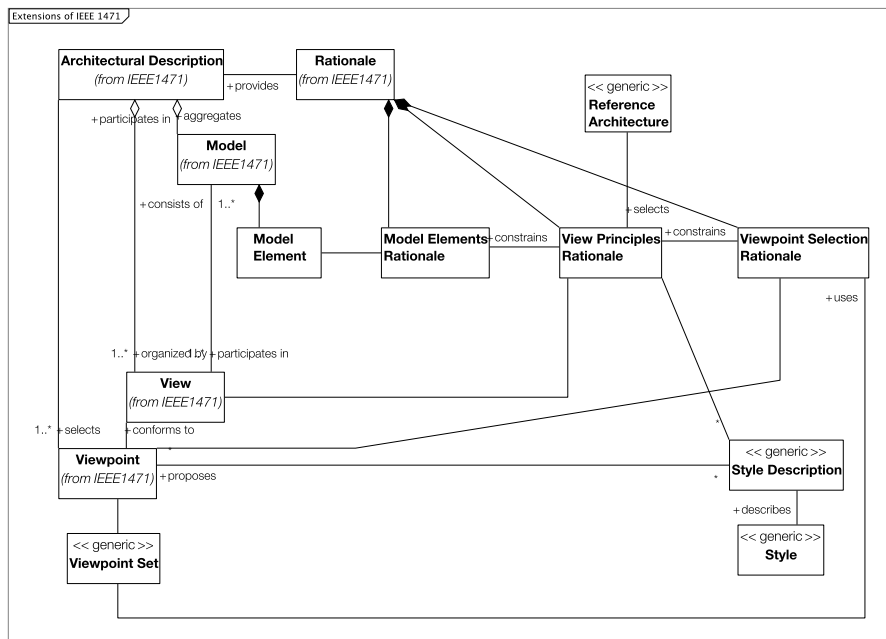 Extensions of IEEE 1471
Architectural Description
(from IEEE1471)
Rationale
(from IEEE1471)
+provides
<< generic >>
Reference
Architecture
+participates in
+aggregates
Model
(from IEEE1471)
+consists of
1..*
+selects
Model
Element
Model Elements
Rationale
+constrains
View Principles
Rationale
+constrains
Viewpoint Selection
Rationale
+uses
1..*
+organized by
1..*
+participates in
View
(from IEEE1471)
1..*
+selects
+conforms to
*
*
Viewpoint
(from IEEE1471)
+proposes
*
<< generic >>
Style Description
+describes
<< generic >>
Style
<< generic >>
Viewpoint Set